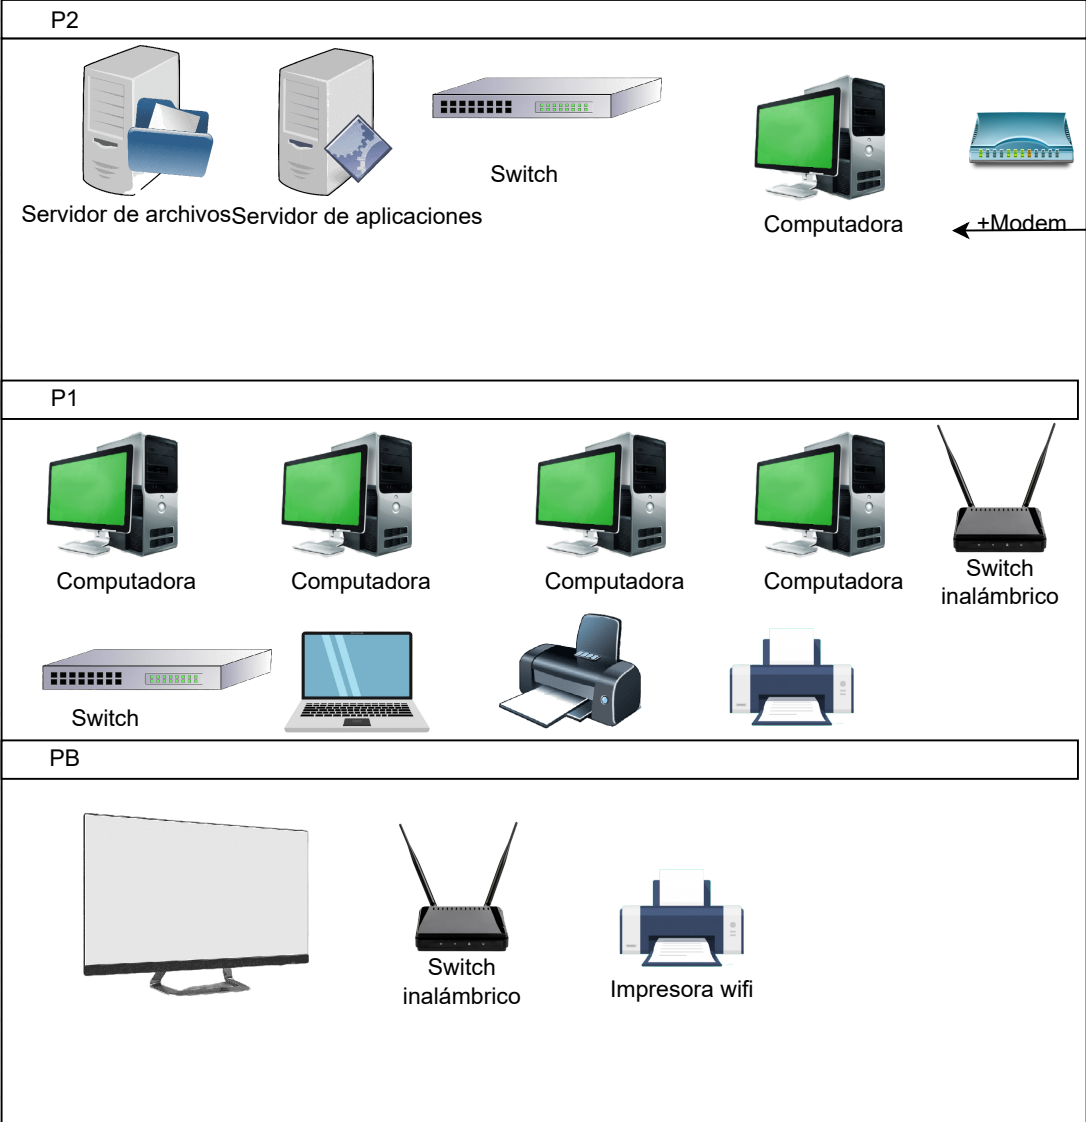 P2
Switch
Servidor de archivos
Servidor de aplicaciones
Computadora
+Modem
P1
Computadora
Computadora
Computadora
Computadora
Switch
inalámbrico
Switch
PB
Switch
inalámbrico
Impresora wifi